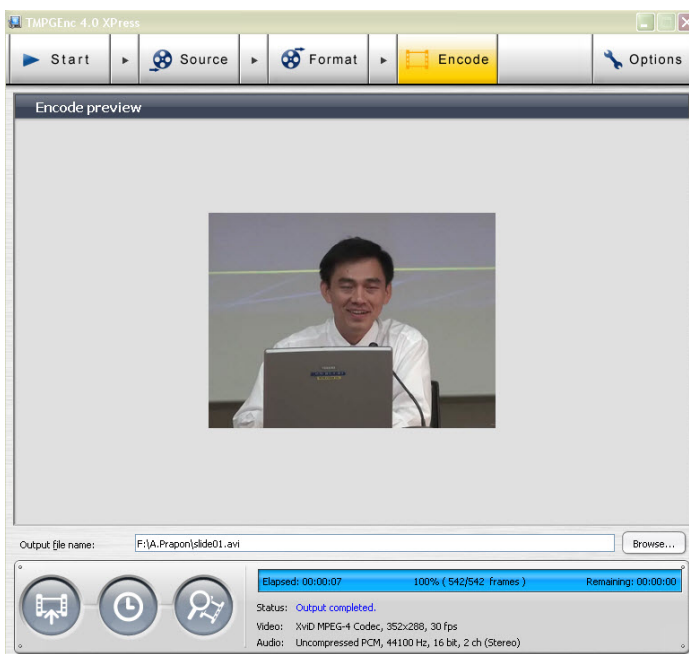 TMPGEnc 4.0 XPress
Start
Source
Format
Encode
Options
Encode preview
Output file name:
F:\A.Prapon\slide01.avi
Browse...
Elapsed: 00:00:07
100% ( 542/542 frames )
Remaining: 00:00:00
Status: Output completed.
Video: XviD MPEG-4 Codec, 352x288, 30 fps
Audio: Uncompressed PCM, 44100 Hz, 16 bit, 2 ch (Stereo)